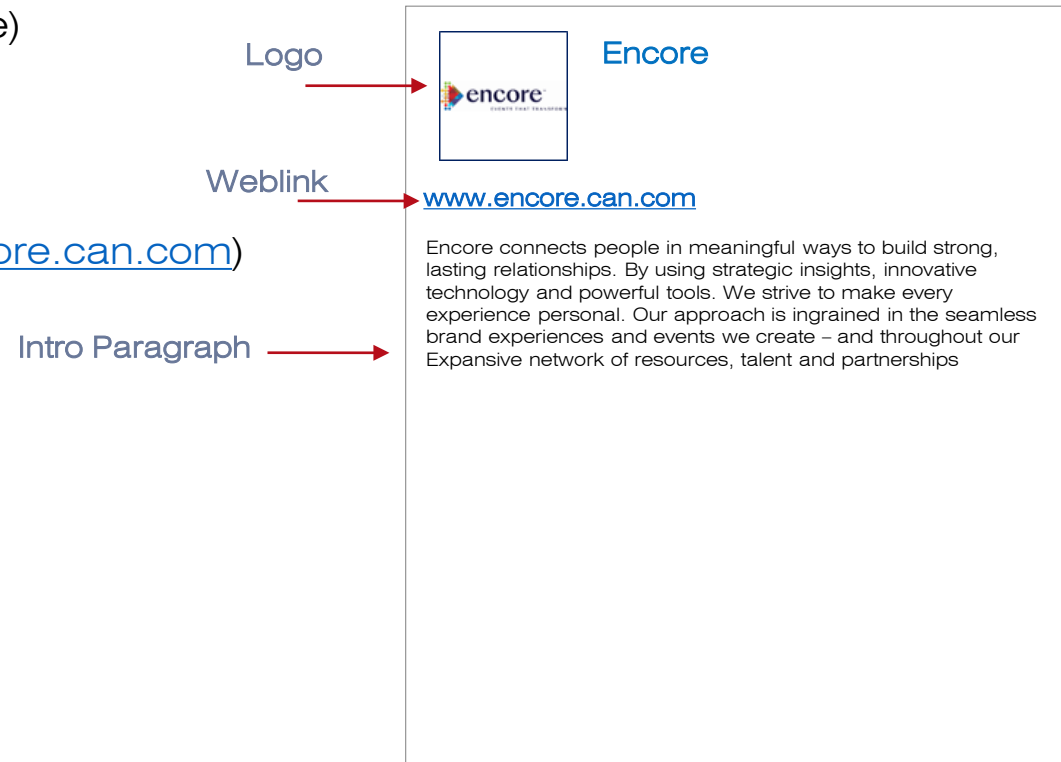 e)
Logo
Encore
encore
EVENTS THAT TRANSFORM
Weblink
www.encore.can.com
ore.can.com)
Encore connects people in meaningful ways to build strong,
lasting relationships. By using strategic insights, innovative
technology and powerful tools. We strive to make every
experience personal. Our approach is ingrained in the seamless
brand experiences and events we create – and throughout our
Expansive network of resources, talent and partnerships
Intro Paragraph